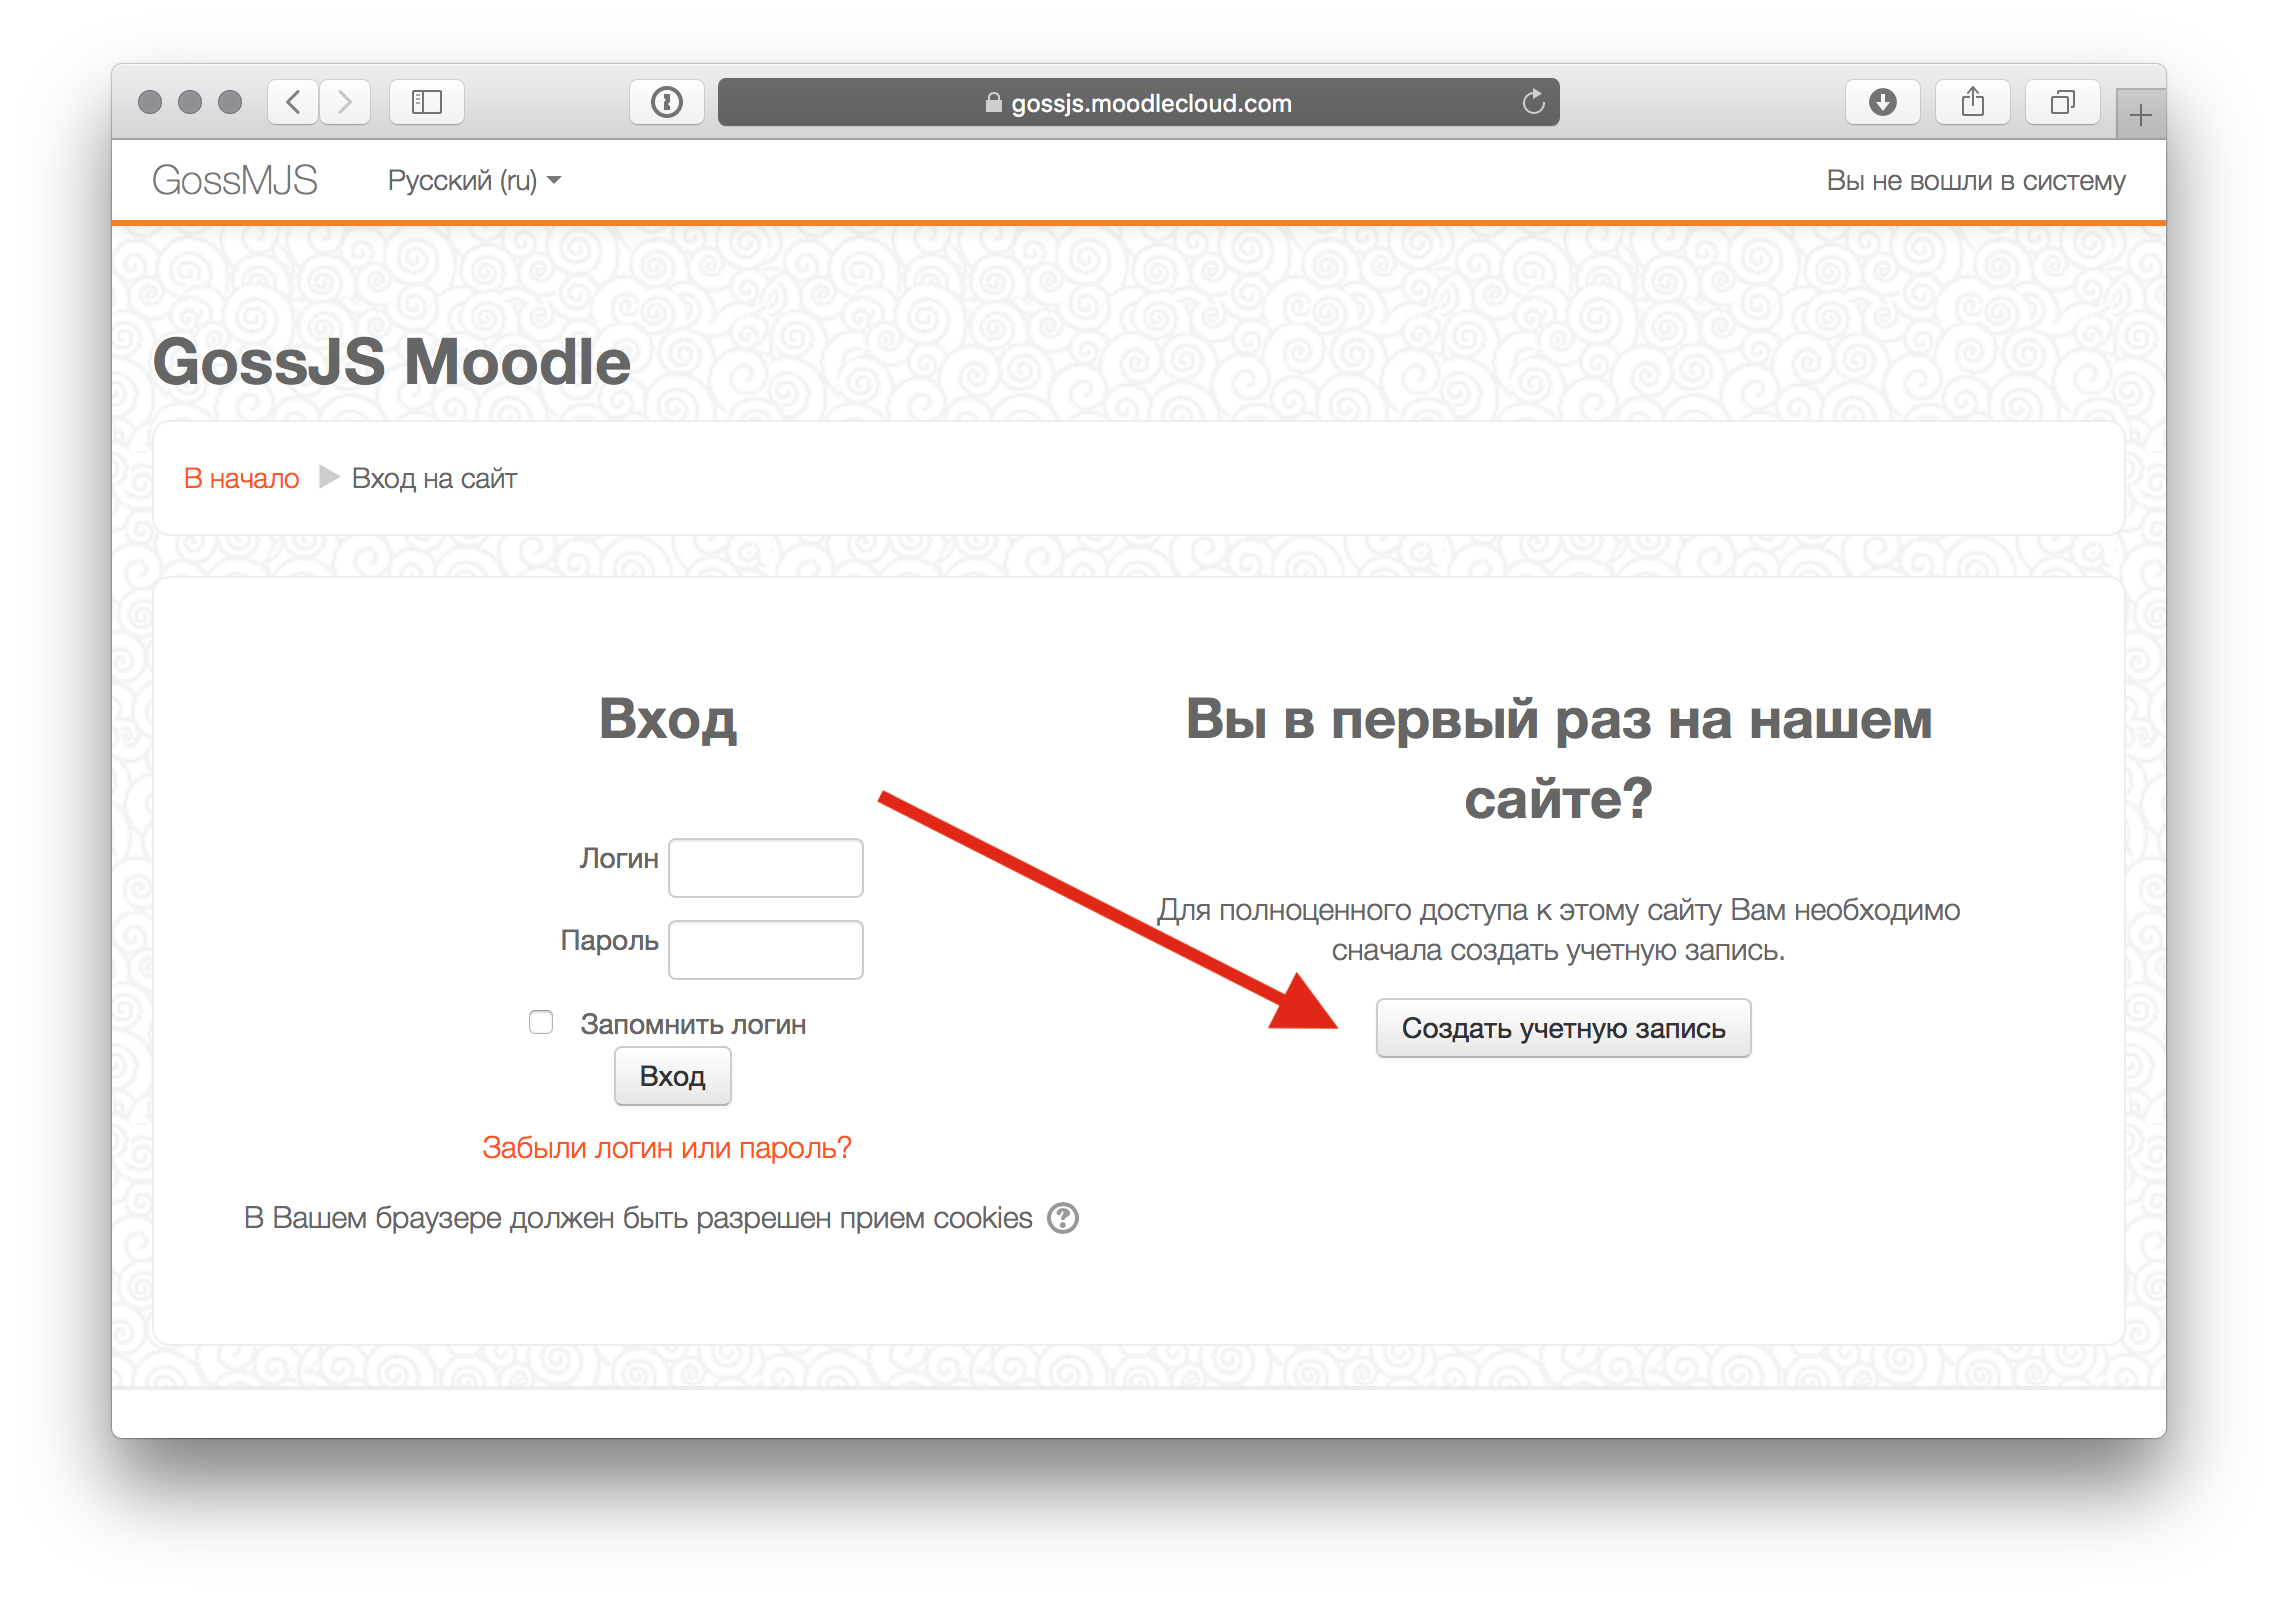 gossjs.moodlecloud.com
GossMJS
Русский (ru)
Вы не вошли в систему
GossJS Moodle
В начало
Вход на сайт
Вход
Логин
Пароль
Запомнить логин
Вход
Забыли логин или пароль?
В Вашем браузере должен быть разрешен прием cookies
Вы в первый раз на нашем
сайте?
Для полноценного доступа к этому сайту Вам необходимо
сначала создать учетную запись.
Создать учетную запись